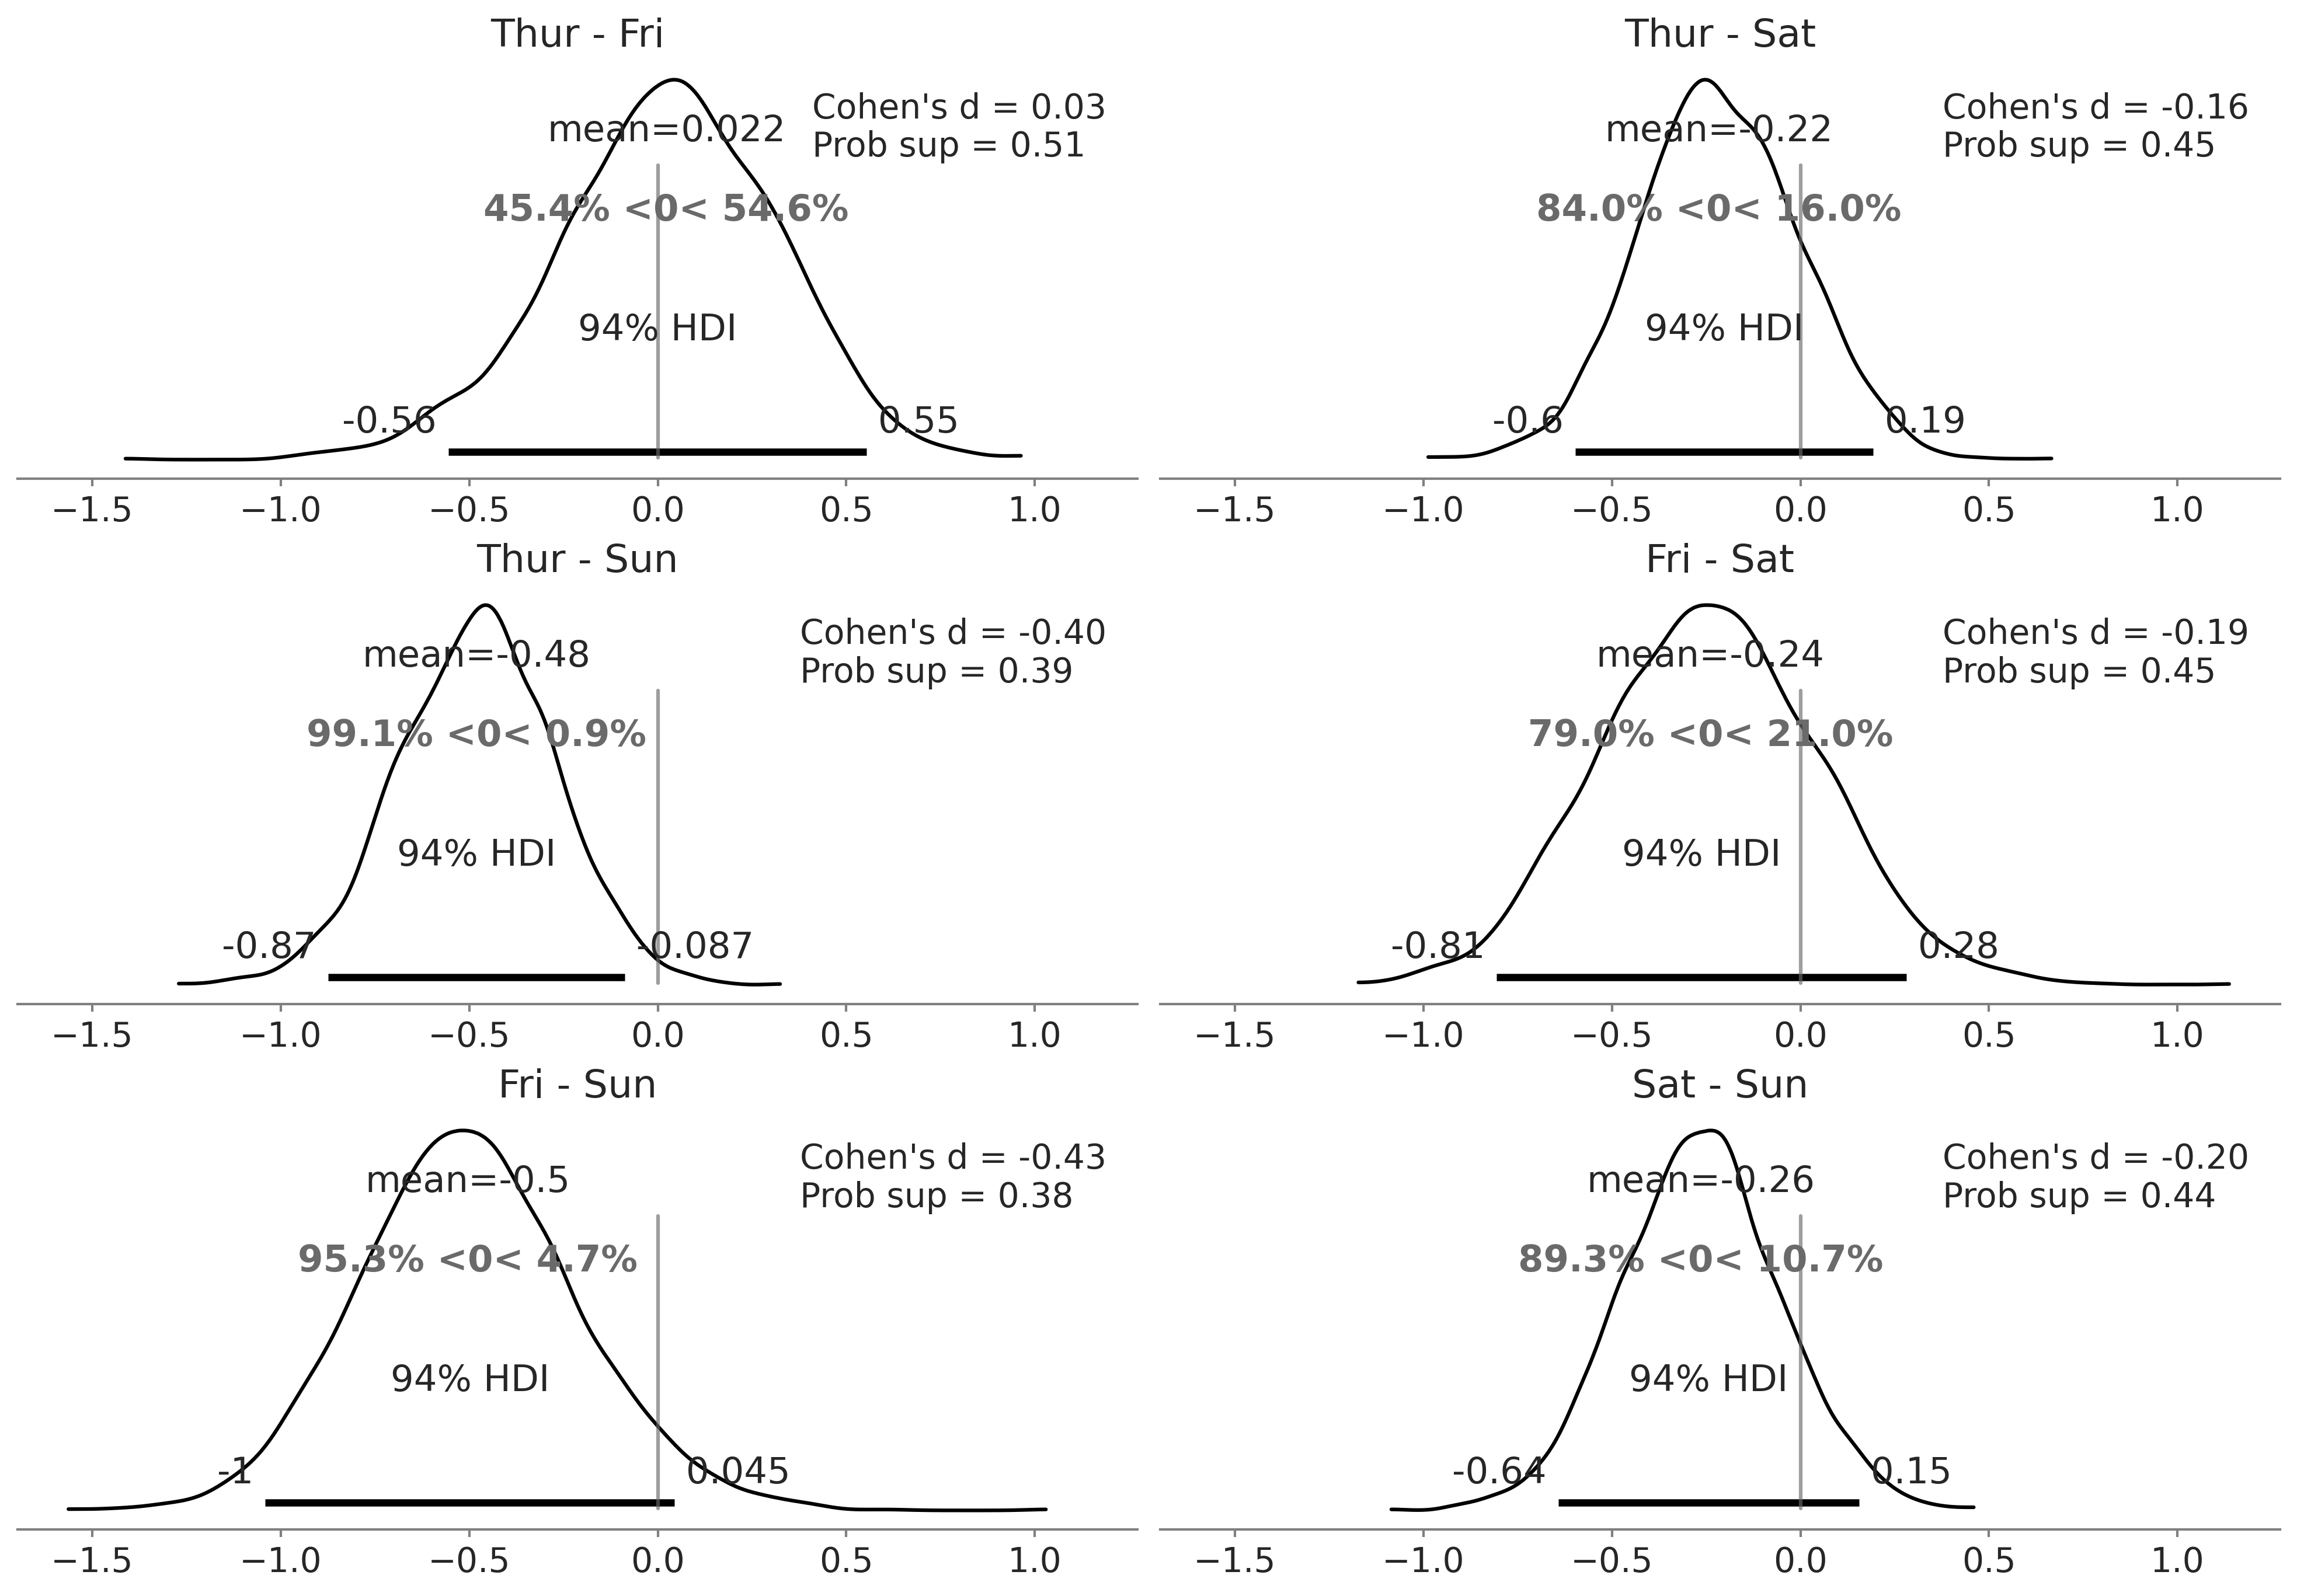 Thur - Fri
Cohen's d = 0.03
mean=0.022
Prob sup = 0.51
45.4% <0< 54.6%
94% HDI
-0.56
0.55
−1.5
−1.0
−0.5
0.0
0.5
1.0
Thur - Sat
Cohen's d = -0.16
mean=-0.22
Prob sup = 0.45
84.0% <0< 16.0%
94% HDI
-0.6
0.19
−1.5
−1.0
−0.5
0.0
0.5
1.0
Thur - Sun
Cohen's d = -0.40
mean=-0.48
Prob sup = 0.39
99.1% <0< 0.9%
94% HDI
-0.87
-0.087
−1.5
−1.0
−0.5
0.0
0.5
1.0
Fri - Sat
Cohen's d = -0.19
mean=-0.24
Prob sup = 0.45
79.0% <0< 21.0%
94% HDI
-0.81
0.28
−1.5
−1.0
−0.5
0.0
0.5
1.0
Fri - Sun
Cohen's d = -0.43
mean=-0.5
Prob sup = 0.38
95.3% <0< 4.7%
94% HDI
-1
0.045
−1.5
−1.0
−0.5
0.0
0.5
1.0
Sat - Sun
Cohen's d = -0.20
mean=-0.26
Prob sup = 0.44
89.3% <0< 10.7%
94% HDI
-0.64
0.15
−1.5
−1.0
−0.5
0.0
0.5
1.0